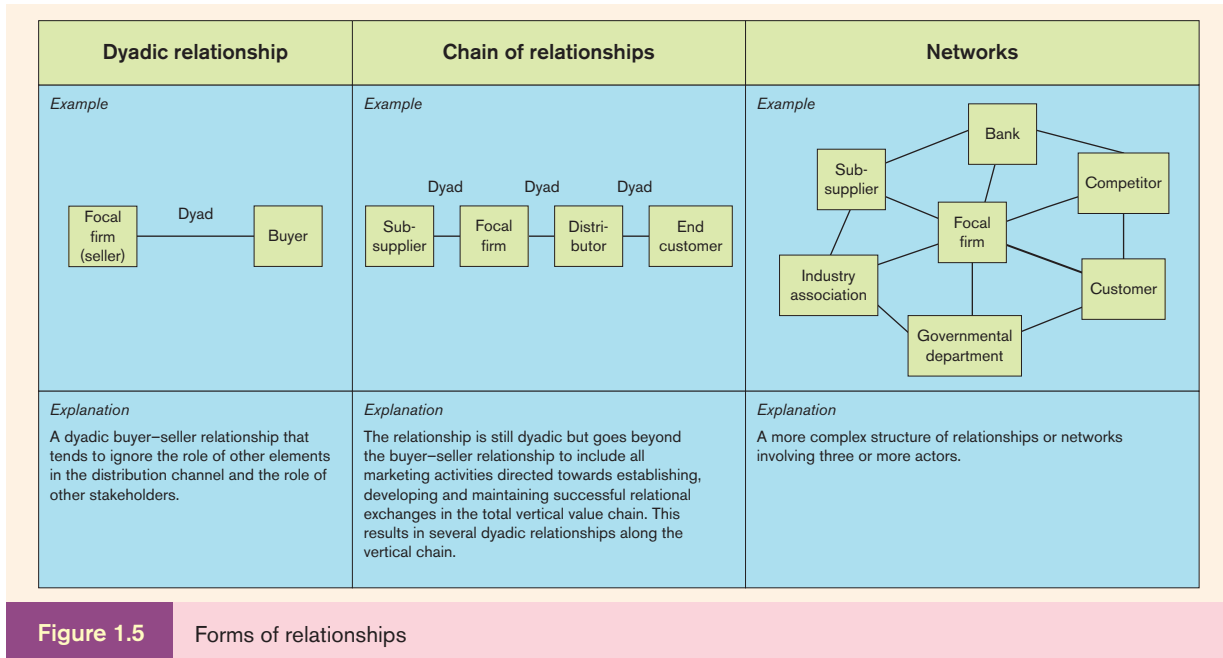 Dyadic relationship
Chain of relationships
Networks
Example
Focal
firm
(seller)
Dyad
Buyer
Example
Dyad
Dyad
Dyad
Sub-
supplier
Focal
firm
Distri-
butor
End
customer
Example
Bank
Sub-
supplier
Competitor
Focal
firm
Industry
association
Customer
Governmental
department
Explanation
A dyadic buyer–seller relationship that
tends to ignore the role of other elements
in the distribution channel and the role of
other stakeholders.
Explanation
The relationship is still dyadic but goes beyond
the buyer–seller relationship to include all
marketing activities directed towards establishing,
developing and maintaining successful relational
exchanges in the total vertical value chain. This
results in several dyadic relationships along the
vertical chain.
Explanation
A more complex structure of relationships or networks
involving three or more actors.
Figure 1.5
Forms of relationships